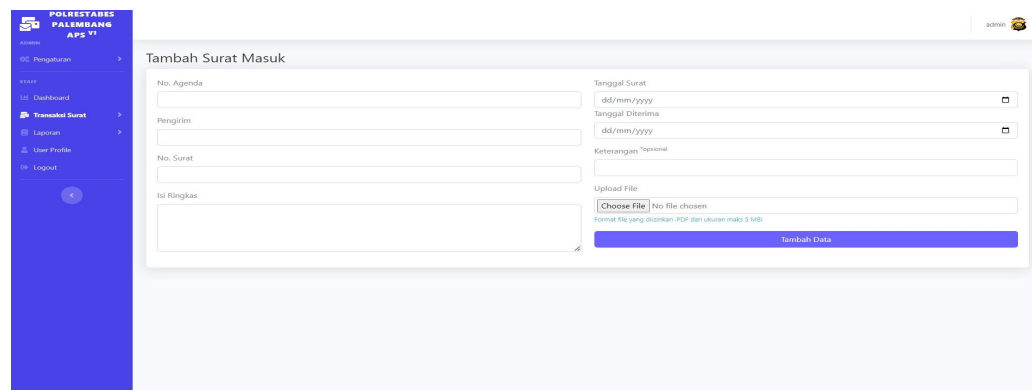 POLRESTABES
PALEMBANG
APS V1
admin
ADMIN
Pengaturan
STAFF
Dashboard
Transaksi Surat
Laporan
User Profile
Logout
Tambah Surat Masuk
No. Agenda
Pengirim
No. Surat
Isi Ringkas
Tanggal Surat
dd/mm/yyyy
Tanggal Diterima
dd/mm/yyyy
Keterangan *opsional
Upload File
Choose File No file chosen
Format file yang diizinkan .PDF dan ukuran maks 5 MB!
Tambah Data